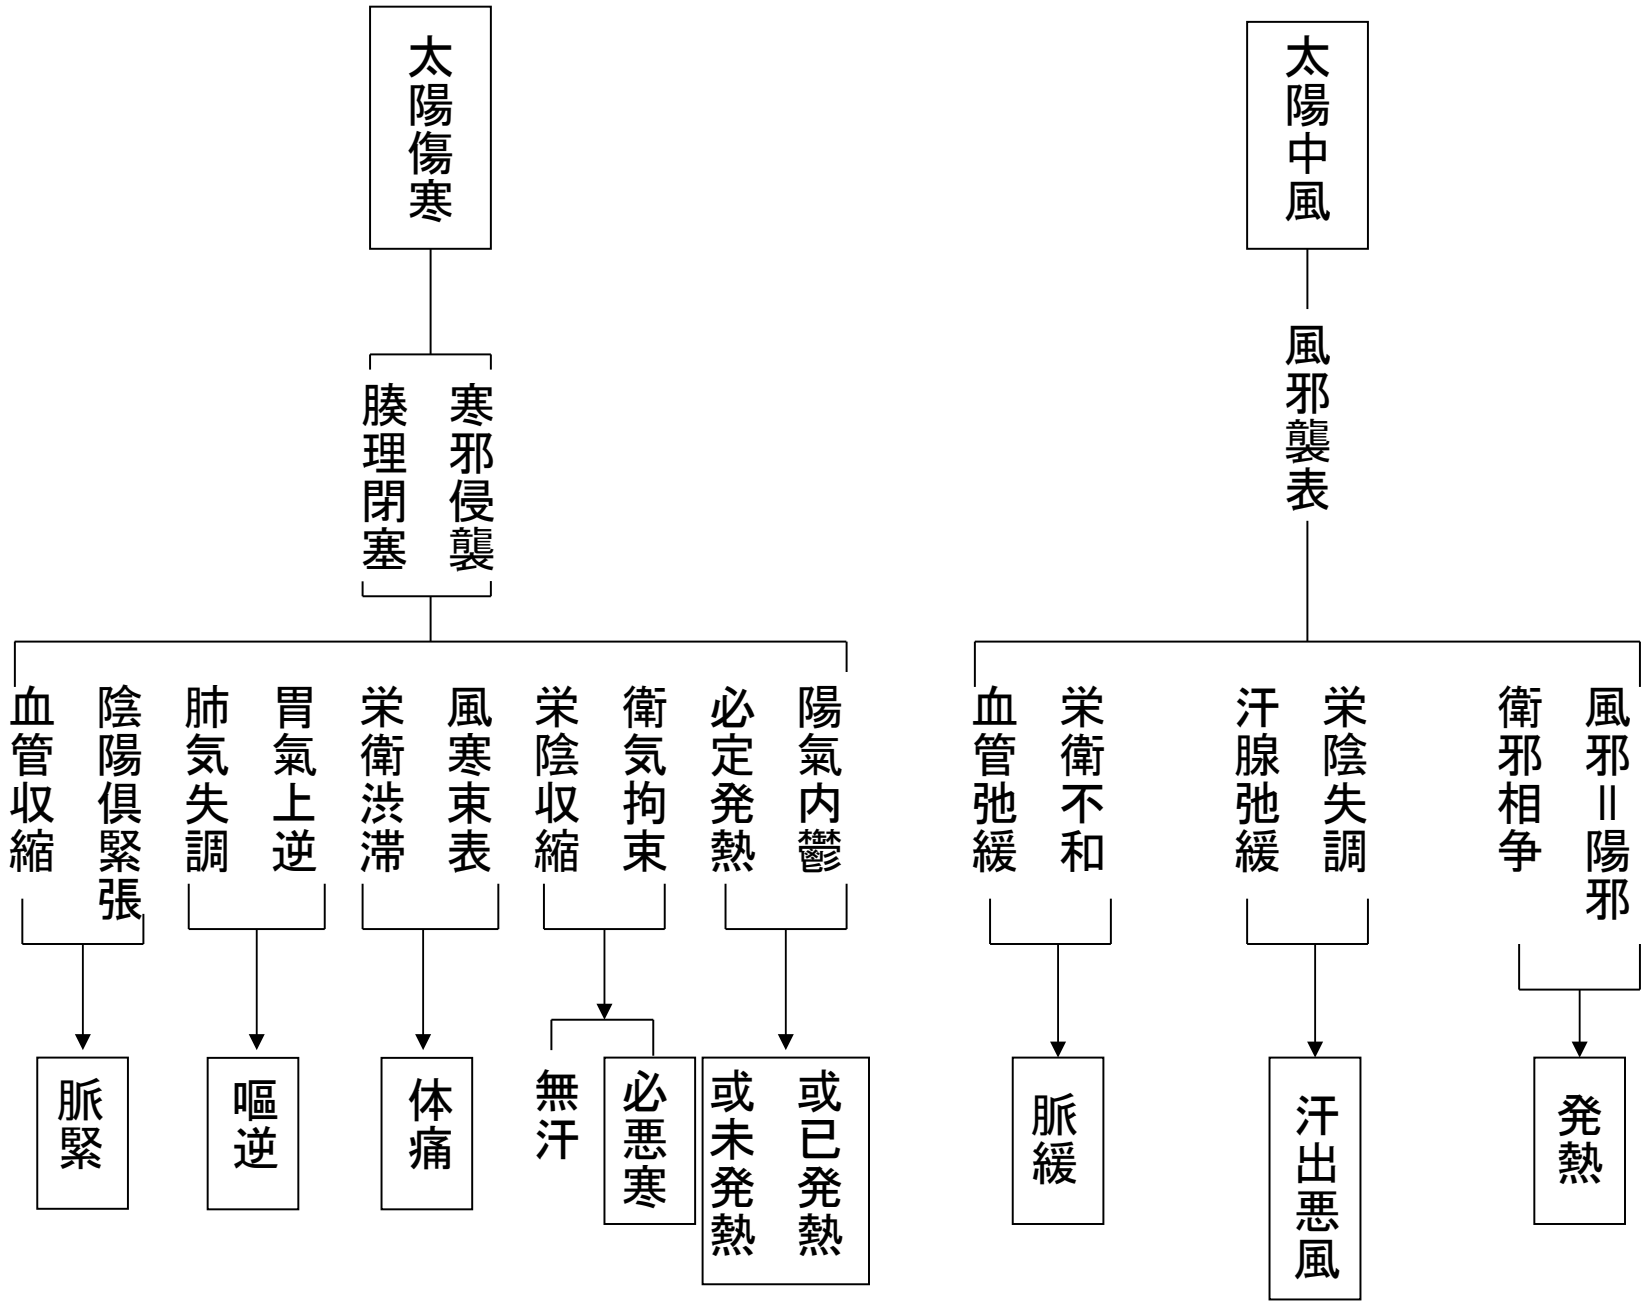 太陽中風
風邪襲表
風邪＝陽邪
衛邪相争
発熱
栄陰失調
汗腺弛緩
汗出悪風
栄衛不和
血管弛緩
脈緩
太陽傷寒
寒邪侵襲
腠理閉塞
陽氣内鬱
必定発熱
或已発熱
或未発熱
衛気拘束
栄陰収縮
必悪寒
無汗
風寒束表
栄衛渋滞
体痛
胃氣上逆
肺気失調
嘔逆
陰陽倶緊張
血管収縮
脈緊